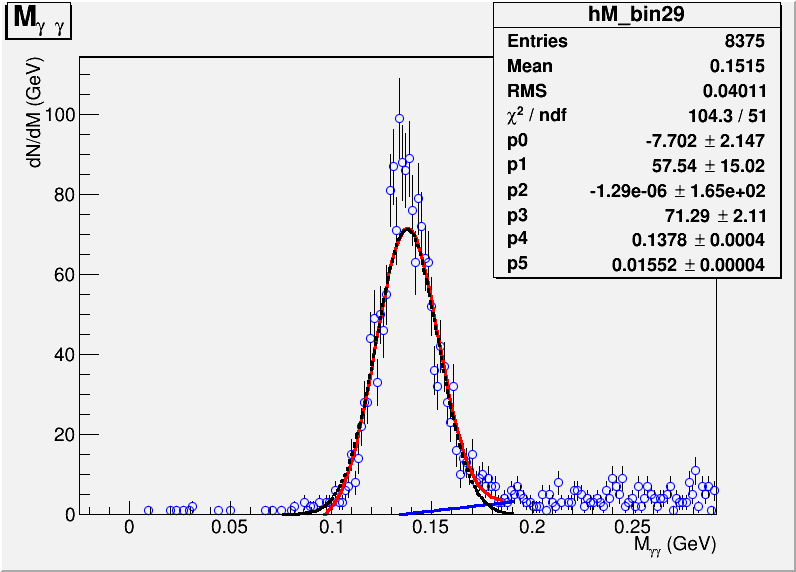 Mγ γ
hM_bin29
Entries 8375
Mean 0.1515
RMS 0.04011
χ² / ndf 104.3 / 51
p0 -7.702 ± 2.147
p1 57.54 ± 15.02
p2 -1.29e-06 ± 1.65e+02
p3 71.29 ± 2.11
p4 0.1378 ± 0.0004
p5 0.01552 ± 0.00004
dN/dM (GeV)
100
80
60
40
20
0
0 0.05 0.1 0.15 0.2 0.25
Mγγ (GeV)